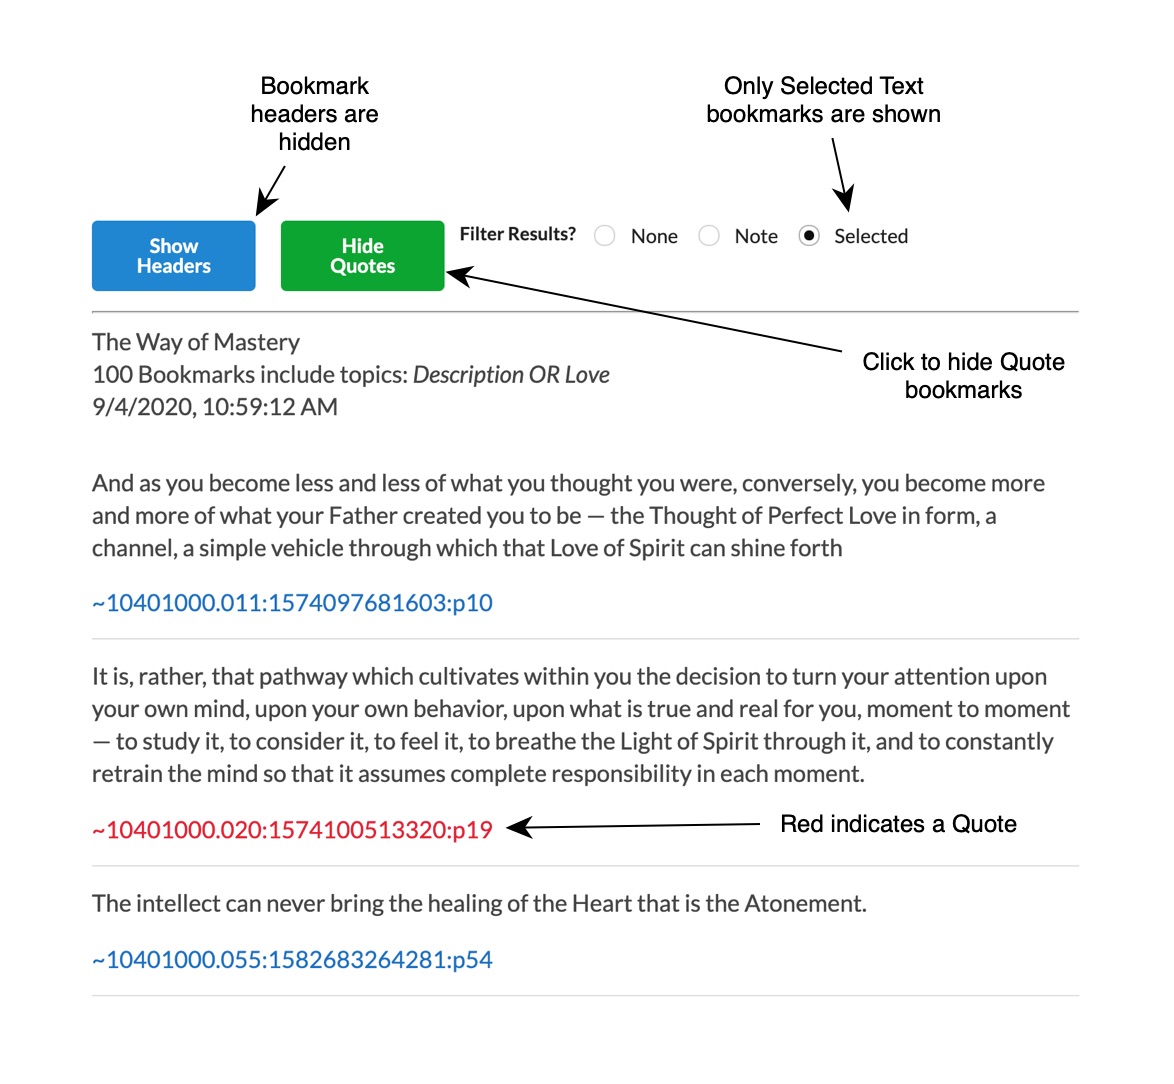 Bookmark
headers are
hidden
Only Selected Text
bookmarks are shown
Show
Headers
Hide
Quotes
Filter Results? None Note Selected
Click to hide Quote
bookmarks
The Way of Mastery
100 Bookmarks include topics: Description OR Love
9/4/2020, 10:59:12 AM
And as you become less and less of what you thought you were, conversely, you become more
and more of what your Father created you to be — the Thought of Perfect Love in form, a
channel, a simple vehicle through which that Love of Spirit can shine forth
~10401000.011:1574097681603:p10
It is, rather, that pathway which cultivates within you the decision to turn your attention upon
your own mind, upon your own behavior, upon what is true and real for you, moment to moment
— to study it, to consider it, to feel it, to breathe the Light of Spirit through it, and to constantly
retrain the mind so that it assumes complete responsibility in each moment.
~10401000.020:1574100513320:p19
Red indicates a Quote
The intellect can never bring the healing of the Heart that is the Atonement.
~10401000.055:1582683264281:p54